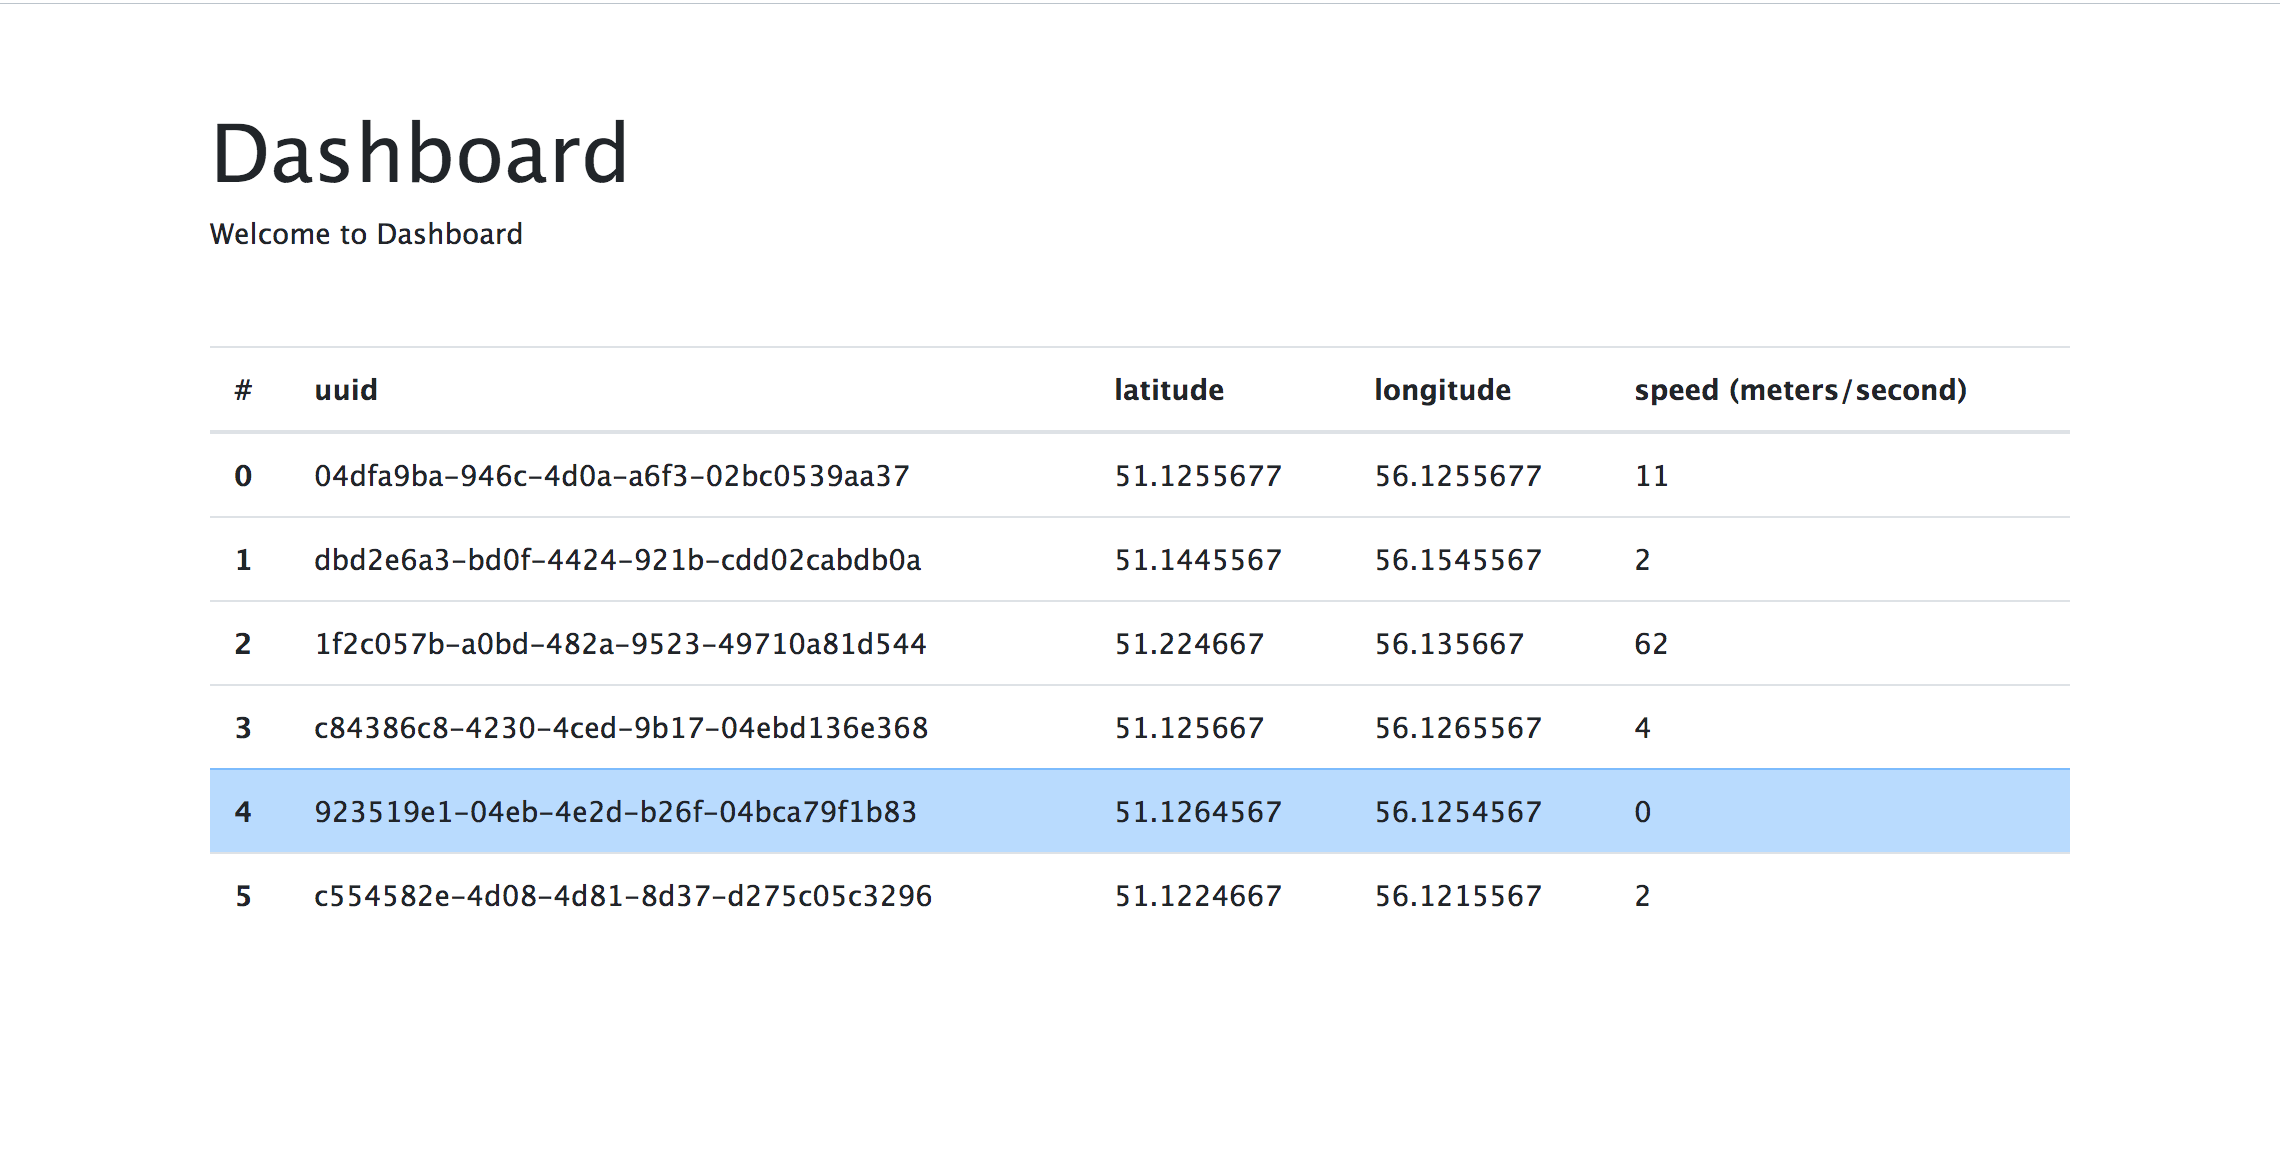 Dashboard
Welcome to Dashboard
# uuid latitude longitude speed (meters/second)
0 04dfa9ba-946c-4d0a-a6f3-02bc0539aa37 51.1255677 56.1255677 11
1 dbd2e6a3-bd0f-4424-921b-cdd02cabdb0a 51.1445567 56.1545567 2
2 1f2c057b-a0bd-482a-9523-49710a81d544 51.224667 56.135667 62
3 c84386c8-4230-4ced-9b17-04ebd136e368 51.125667 56.1265567 4
4 923519e1-04eb-4e2d-b26f-04bca79f1b83 51.1264567 56.1254567 0
5 c554582e-4d08-4d81-8d37-d275c05c3296 51.1224667 56.1215567 2